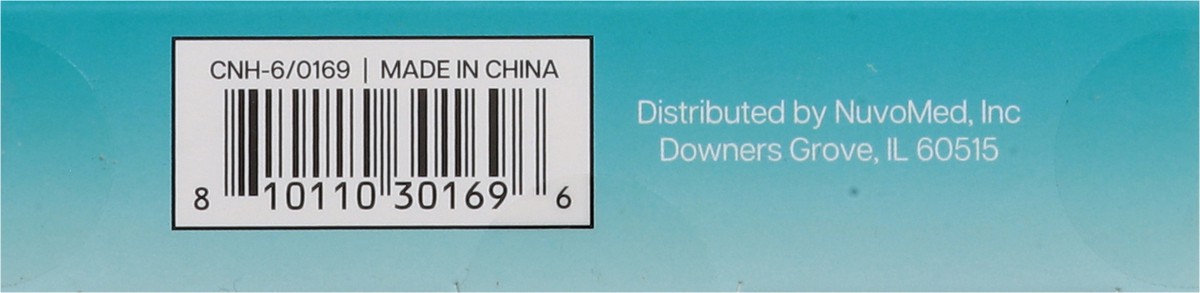 CNH-6/0169 | MADE IN CHINA
8 10110 30169 6
Distributed by NuvoMed, Inc
Downers Grove, IL 60515